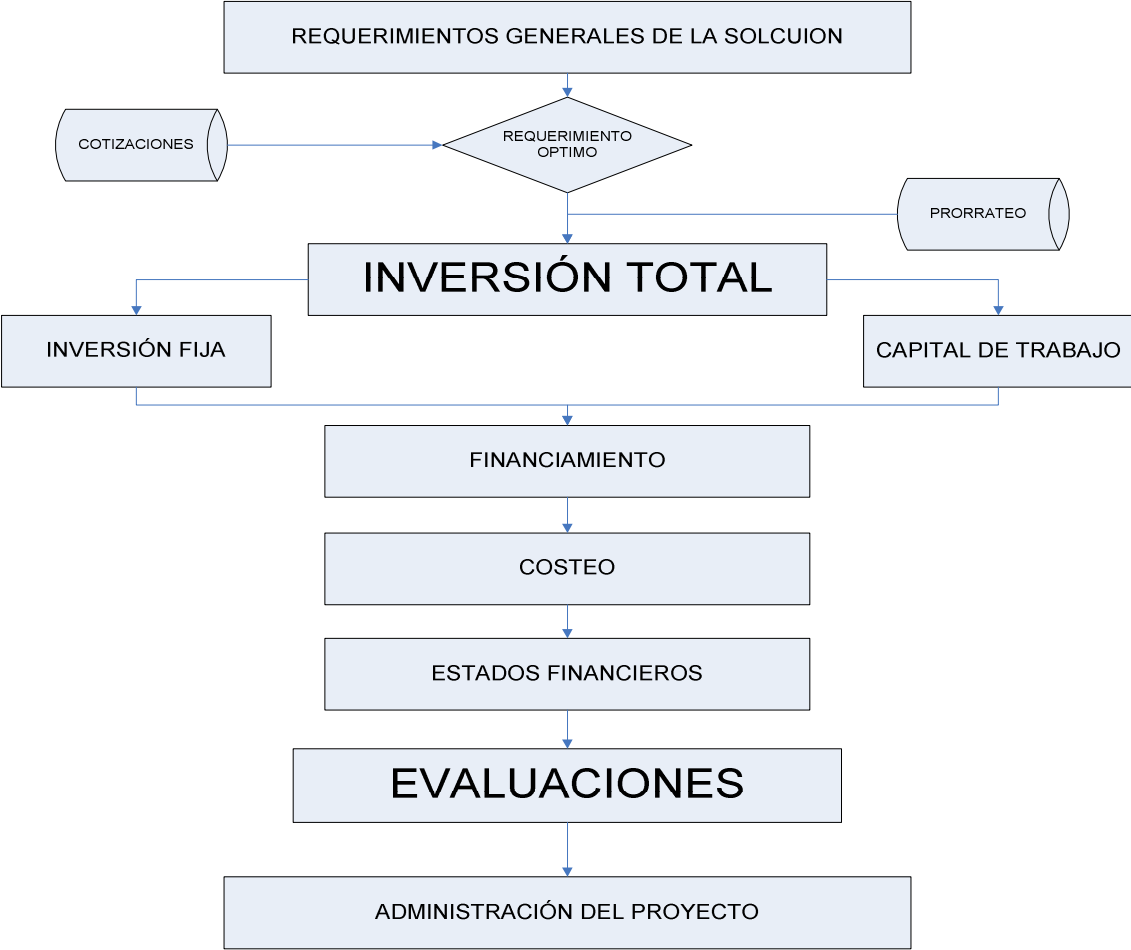 REQUERIMIENTOS GENERALES DE LA SOLCUION
COTIZACIONES
REQUERIMIENTO
OPTIMO
PRORRATEO
INVERSIÓN TOTAL
INVERSIÓN FIJA
CAPITAL DE TRABAJO
FINANCIAMIENTO
COSTEO
ESTADOS FINANCIEROS
EVALUACIONES
ADMINISTRACIÓN DEL PROYECTO